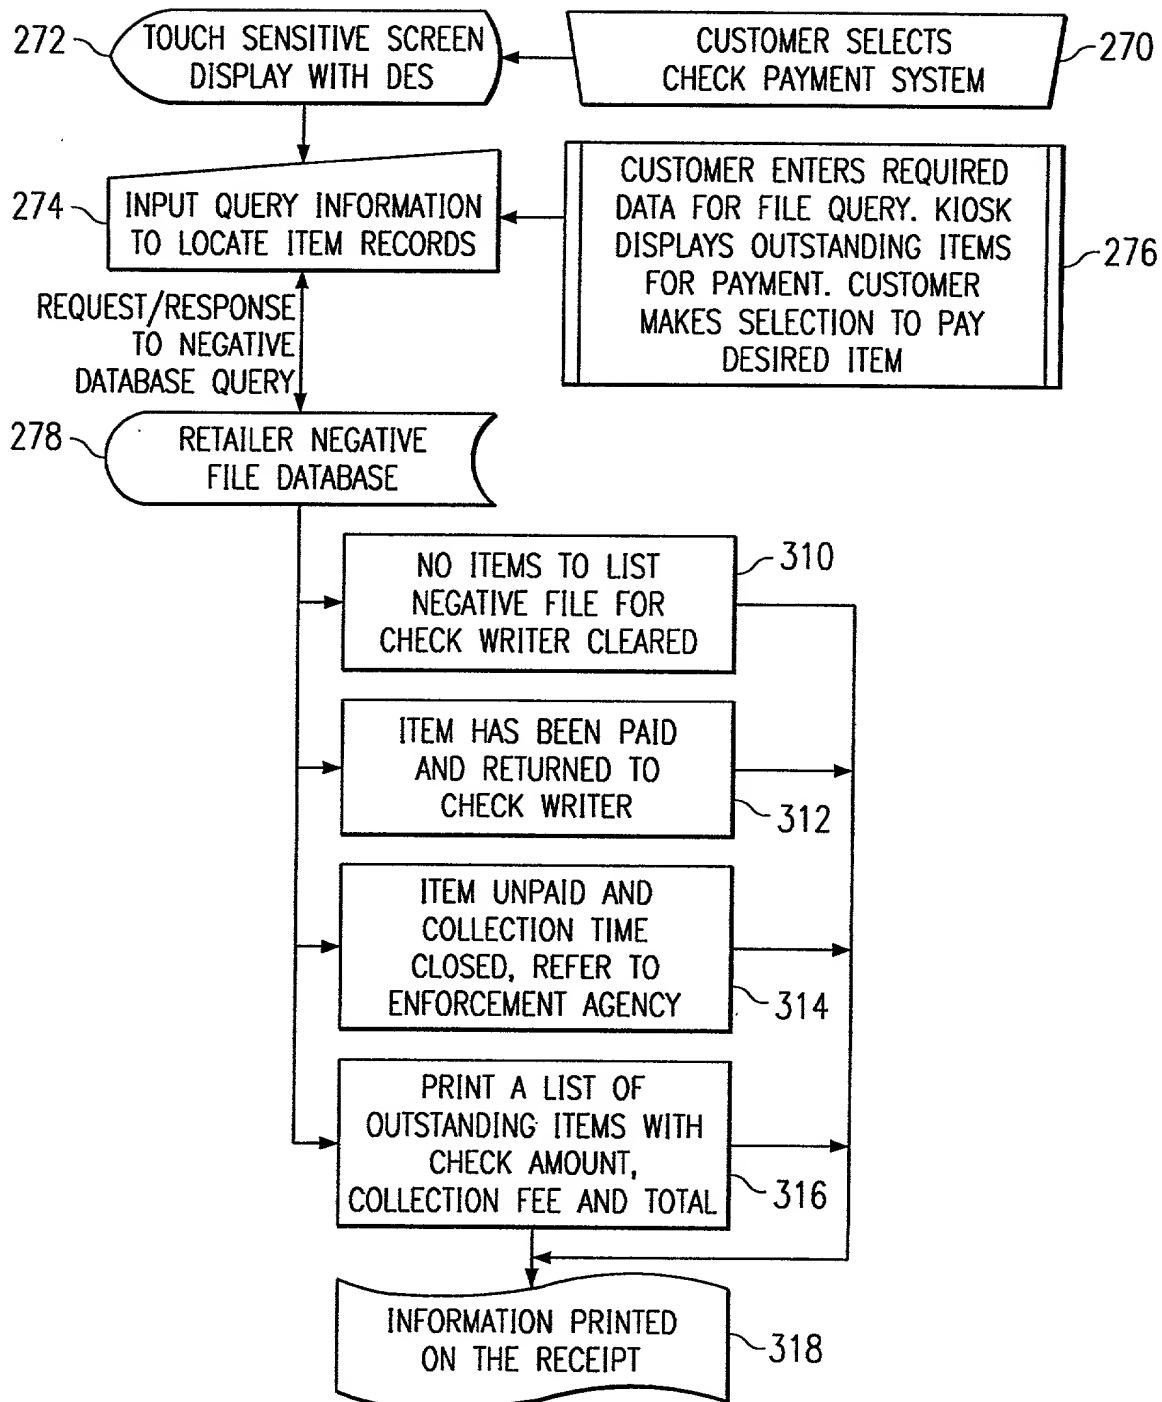 272
TOUCH SENSITIVE SCREEN
DISPLAY WITH DES
CUSTOMER SELECTS
CHECK PAYMENT SYSTEM
270
274
INPUT QUERY INFORMATION
TO LOCATE ITEM RECORDS
CUSTOMER ENTERS REQUIRED
DATA FOR FILE QUERY. KIOSK
DISPLAYS OUTSTANDING ITEMS
FOR PAYMENT. CUSTOMER
MAKES SELECTION TO PAY
DESIRED ITEM
276
REQUEST/RESPONSE
TO NEGATIVE
DATABASE QUERY
278
RETAILER NEGATIVE
FILE DATABASE
NO ITEMS TO LIST
NEGATIVE FILE FOR
CHECK WRITER CLEARED
310
ITEM HAS BEEN PAID
AND RETURNED TO
CHECK WRITER
312
ITEM UNPAID AND
COLLECTION TIME
CLOSED, REFER TO
ENFORCEMENT AGENCY
314
PRINT A LIST OF
OUTSTANDING ITEMS WITH
CHECK AMOUNT,
COLLECTION FEE AND TOTAL
316
INFORMATION PRINTED
ON THE RECEIPT
318